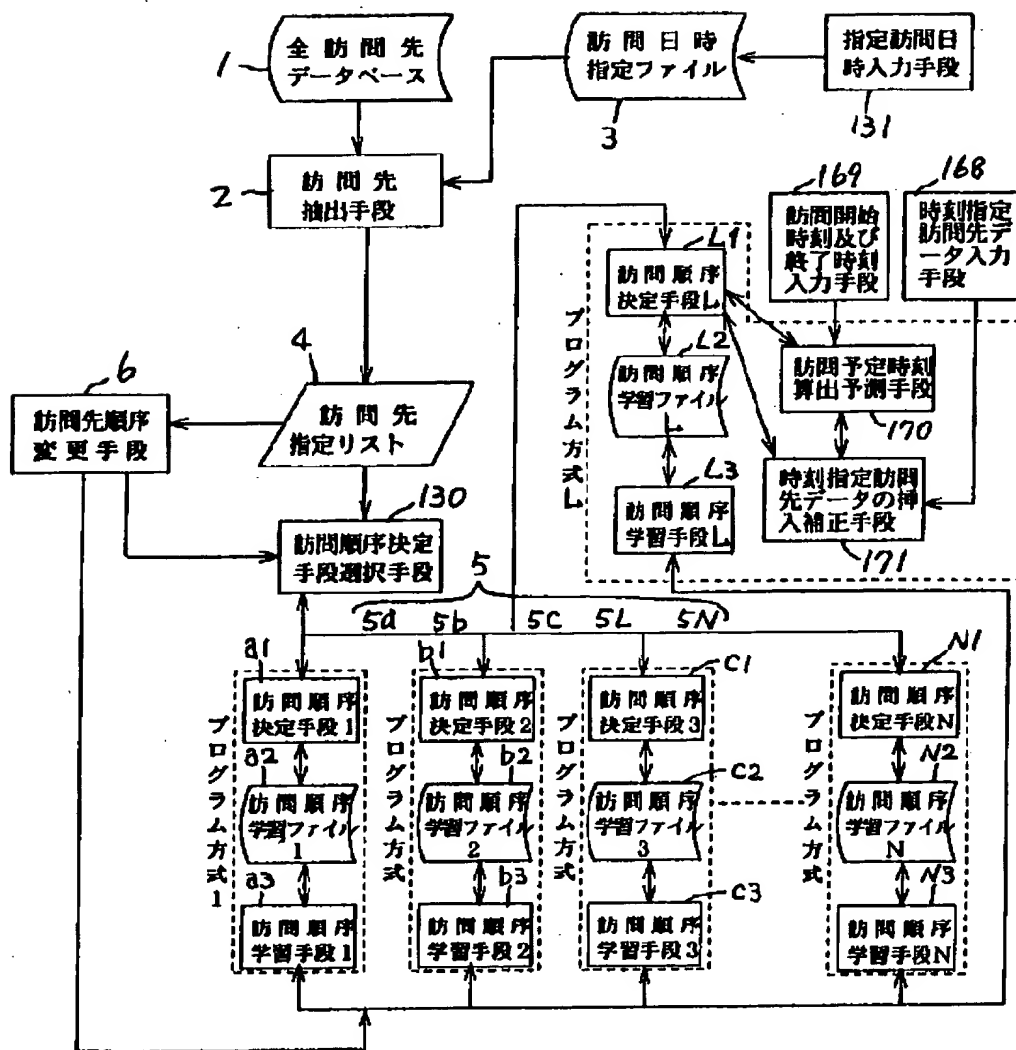 全訪問先
データベース
1
訪問日時
指定ファイル
3
指定訪問日
時入力手段
131
訪問先
抽出手段
2
169
訪問開始
時刻及び
終了時刻
入力手段
168
時刻指定
訪問先デ
ータ入力
手段
プログラム方式L
L1
訪問順序
決定手段L
L2
訪問順序
学習ファイル
L
L3
訪問順序
学習手段L
訪問予定時刻
算出予測手段
170
時刻指定訪問
先データの挿
入補正手段
171
6
訪問先順序
変更手段
4
訪問先
指定リスト
130
訪問順序決定
手段選択手段
5
5a 5b 5c 5L 5N
プログラム方式1
a1
訪問順序
決定手段1
a2
訪問順序
学習ファイル
1
a3
訪問順序
学習手段1
プログラム方式
b1
訪問順序
決定手段2
b2
訪問順序
学習ファイル
2
b3
訪問順序
学習手段2
プログラム方式
C1
訪問順序
決定手段3
C2
訪問順序
学習ファイル
3
C3
訪問順序
学習手段3
プログラム方式
N1
訪問順序
決定手段N
N2
訪問順序
学習ファイル
N
N3
訪問順序
学習手段N